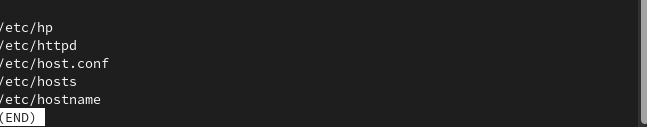 /etc/hp
/etc/httpd
/etc/host.conf
/etc/hosts
/etc/hostname
(END)